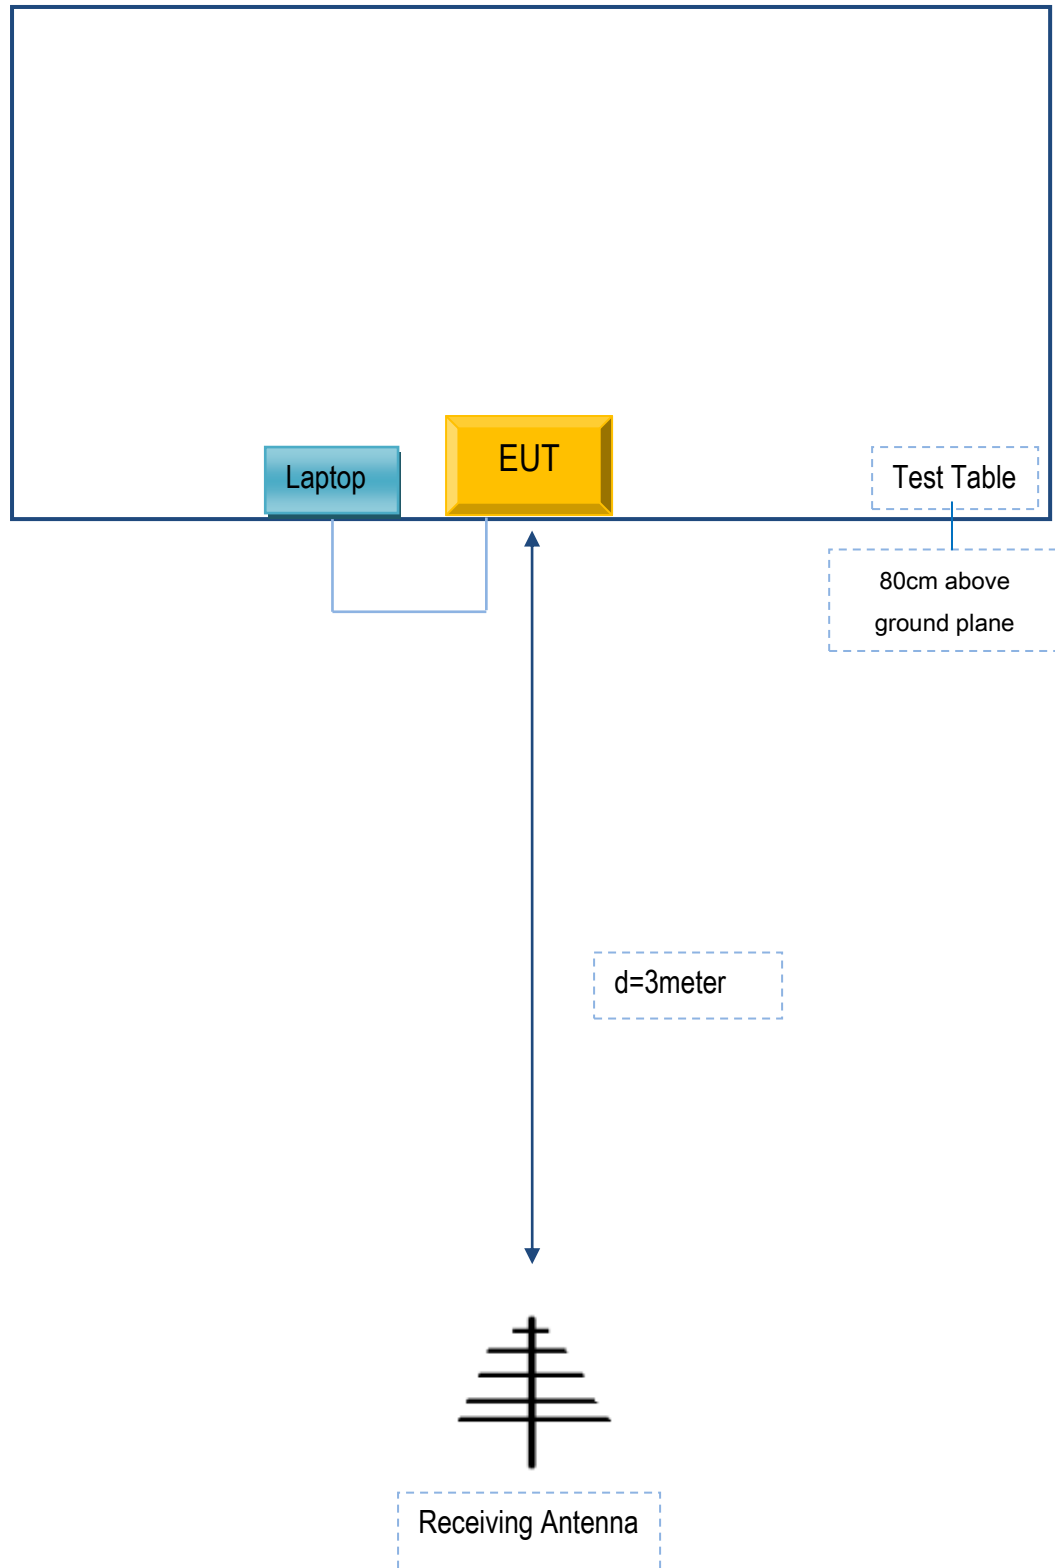 EUT
Laptop
Test Table
80cm above
ground plane
d=3meter
Receiving Antenna